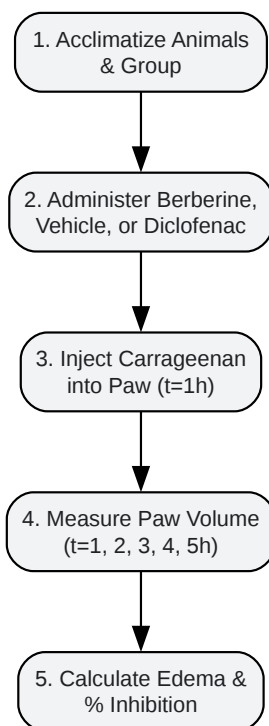 1. Acclimatize Animals
& Group
2. Administer Berberine,
Vehicle, or Diclofenac
3. Inject Carrageenan
into Paw (t=1h)
4. Measure Paw Volume
(t=1, 2, 3, 4, 5h)
5. Calculate Edema &
% Inhibition